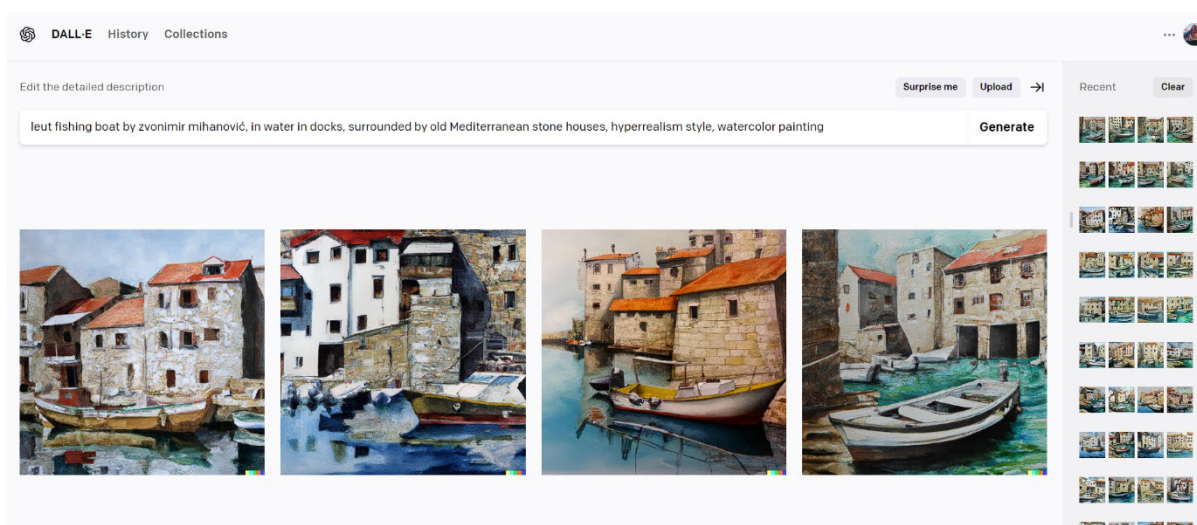 DALL·E History Collections
Edit the detailed description
Surprise me Upload
Recent Clear
leut fishing boat by zvonimir mihanović, in water in docks, surrounded by old Mediterranean stone houses, hyperrealism style, watercolor painting
Generate